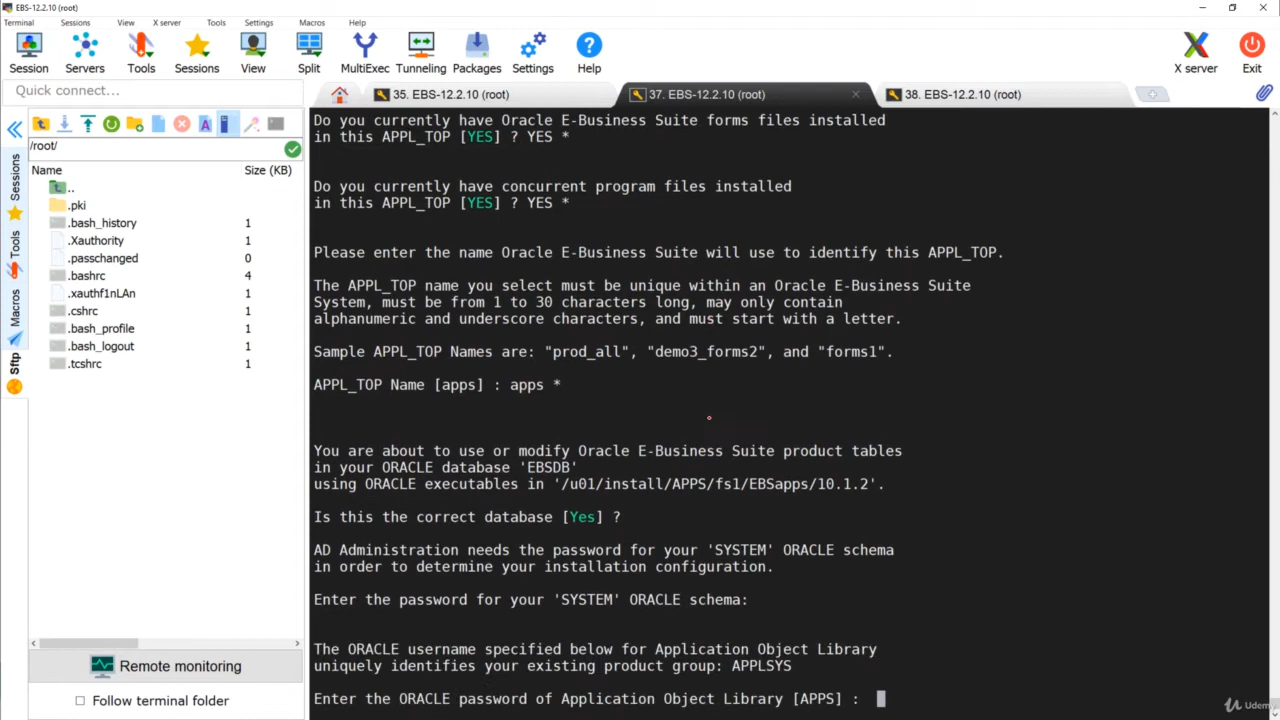 EBS-12.2.10 (root)
Terminal Sessions View X server Tools Settings Macros Help
Session Servers Tools Sessions View Split MultiExec Tunneling Packages Settings Help X server Exit
Quick connect...
35. EBS-12.2.10 (root)
37. EBS-12.2.10 (root)
38. EBS-12.2.10 (root)
/root/
Name Size (KB)
..
.pki
.bash_history 1
.Xauthority 1
.passchanged 0
.bashrc 4
.xauthf1nLAn 1
.cshrc 1
.bash_profile 1
.bash_logout 1
.tcshrc 1
Sessions
Tools
Macros
Sftp
Remote monitoring
Follow terminal folder
Do you currently have Oracle E-Business Suite forms files installed
in this APPL_TOP [YES] ? YES *
Do you currently have concurrent program files installed
in this APPL_TOP [YES] ? YES *
Please enter the name Oracle E-Business Suite will use to identify this APPL_TOP.
The APPL_TOP name you select must be unique within an Oracle E-Business Suite
System, must be from 1 to 30 characters long, may only contain
alphanumeric and underscore characters, and must start with a letter.
Sample APPL_TOP Names are: "prod_all", "demo3_forms2", and "forms1".
APPL_TOP Name [apps] : apps *
You are about to use or modify Oracle E-Business Suite product tables
in your ORACLE database 'EBSDB'
using ORACLE executables in '/u01/install/APPS/fs1/EBSapps/10.1.2'.
Is this the correct database [Yes] ?
AD Administration needs the password for your 'SYSTEM' ORACLE schema
in order to determine your installation configuration.
Enter the password for your 'SYSTEM' ORACLE schema:
The ORACLE username specified below for Application Object Library
uniquely identifies your existing product group: APPLSYS
Enter the ORACLE password of Application Object Library [APPS] :
Udemy